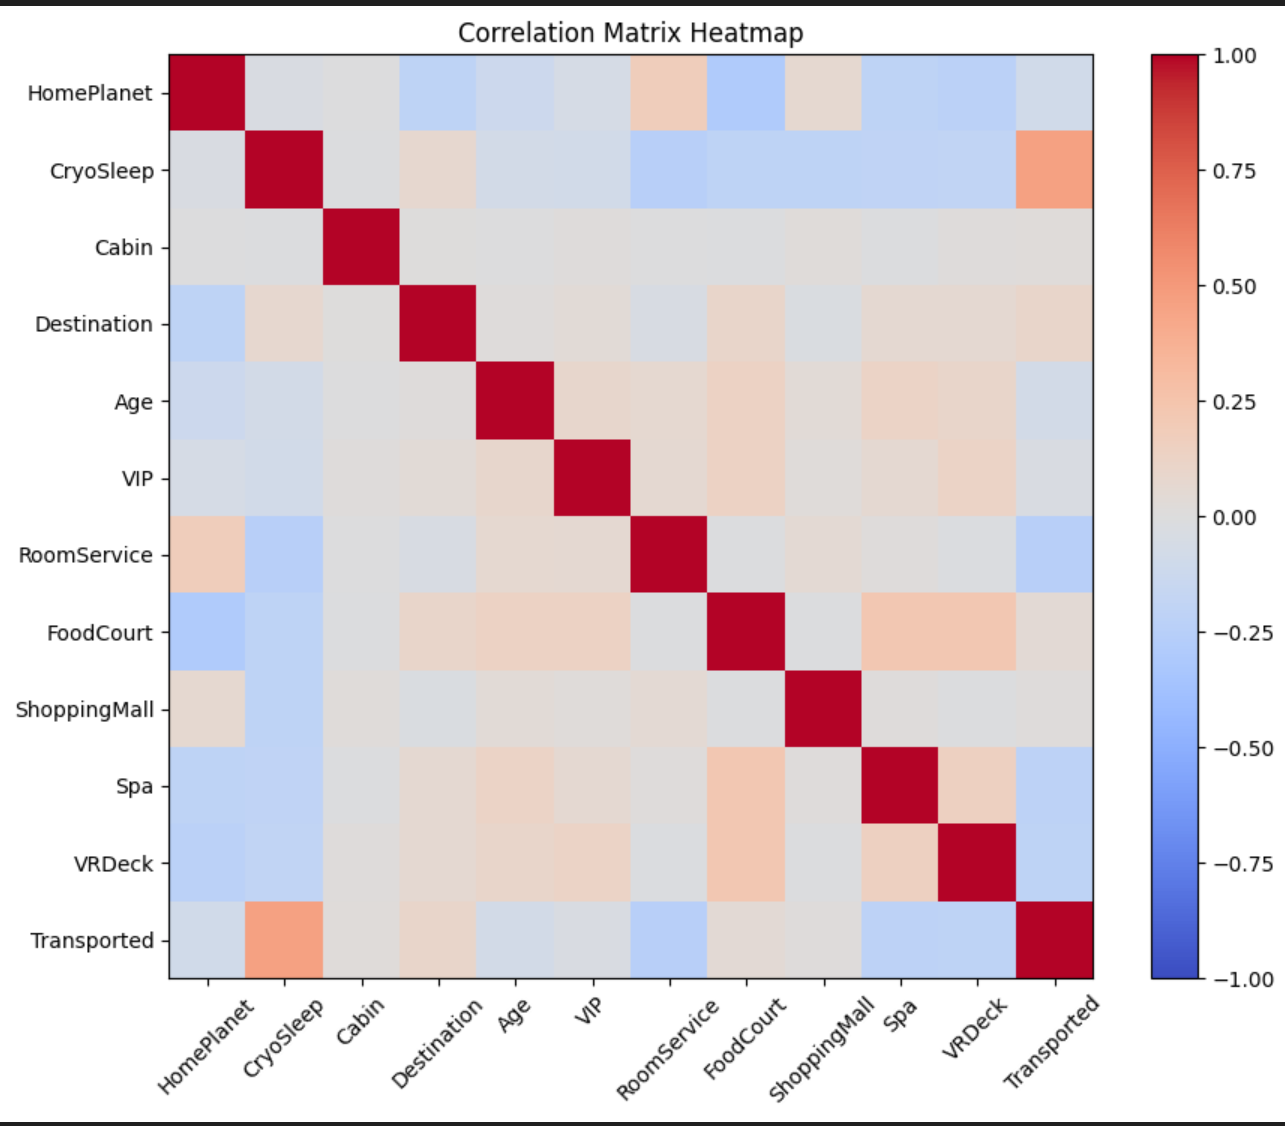 Correlation Matrix Heatmap
HomePlanet
CryoSleep
Cabin
Destination
Age
VIP
RoomService
FoodCourt
ShoppingMall
Spa
VRDeck
Transported
HomePlanet
CryoSleep
Cabin
Destination
Age
VIP
RoomService
FoodCourt
ShoppingMall
Spa
VRDeck
Transported
1.00
0.75
0.50
0.25
0.00
−0.25
−0.50
−0.75
−1.00